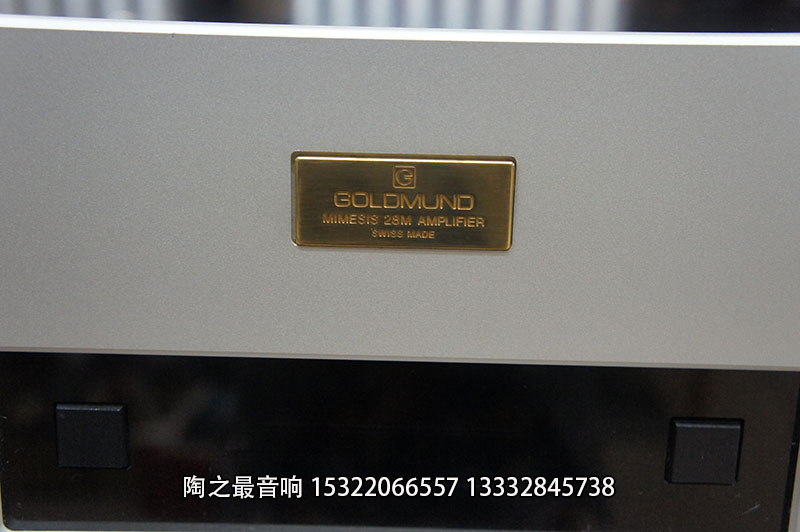 G
GOLDMUND
MIMESIS 28M AMPLIFIER
SWISS MADE
陶之最音响 15322066557 13332845738